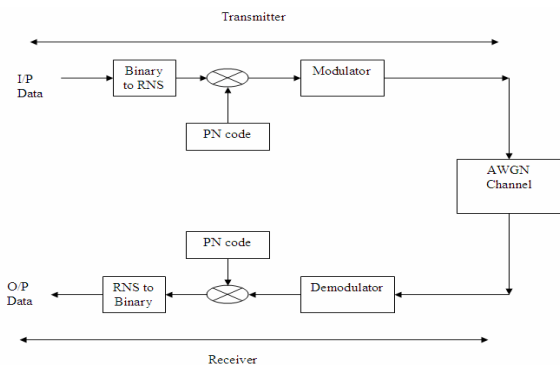 Transmitter
I/P
Data
Binary
to RNS
Modulator
PN code
AWGN
Channel
PN code
O/P
Data
RNS to
Binary
Demodulator
Receiver